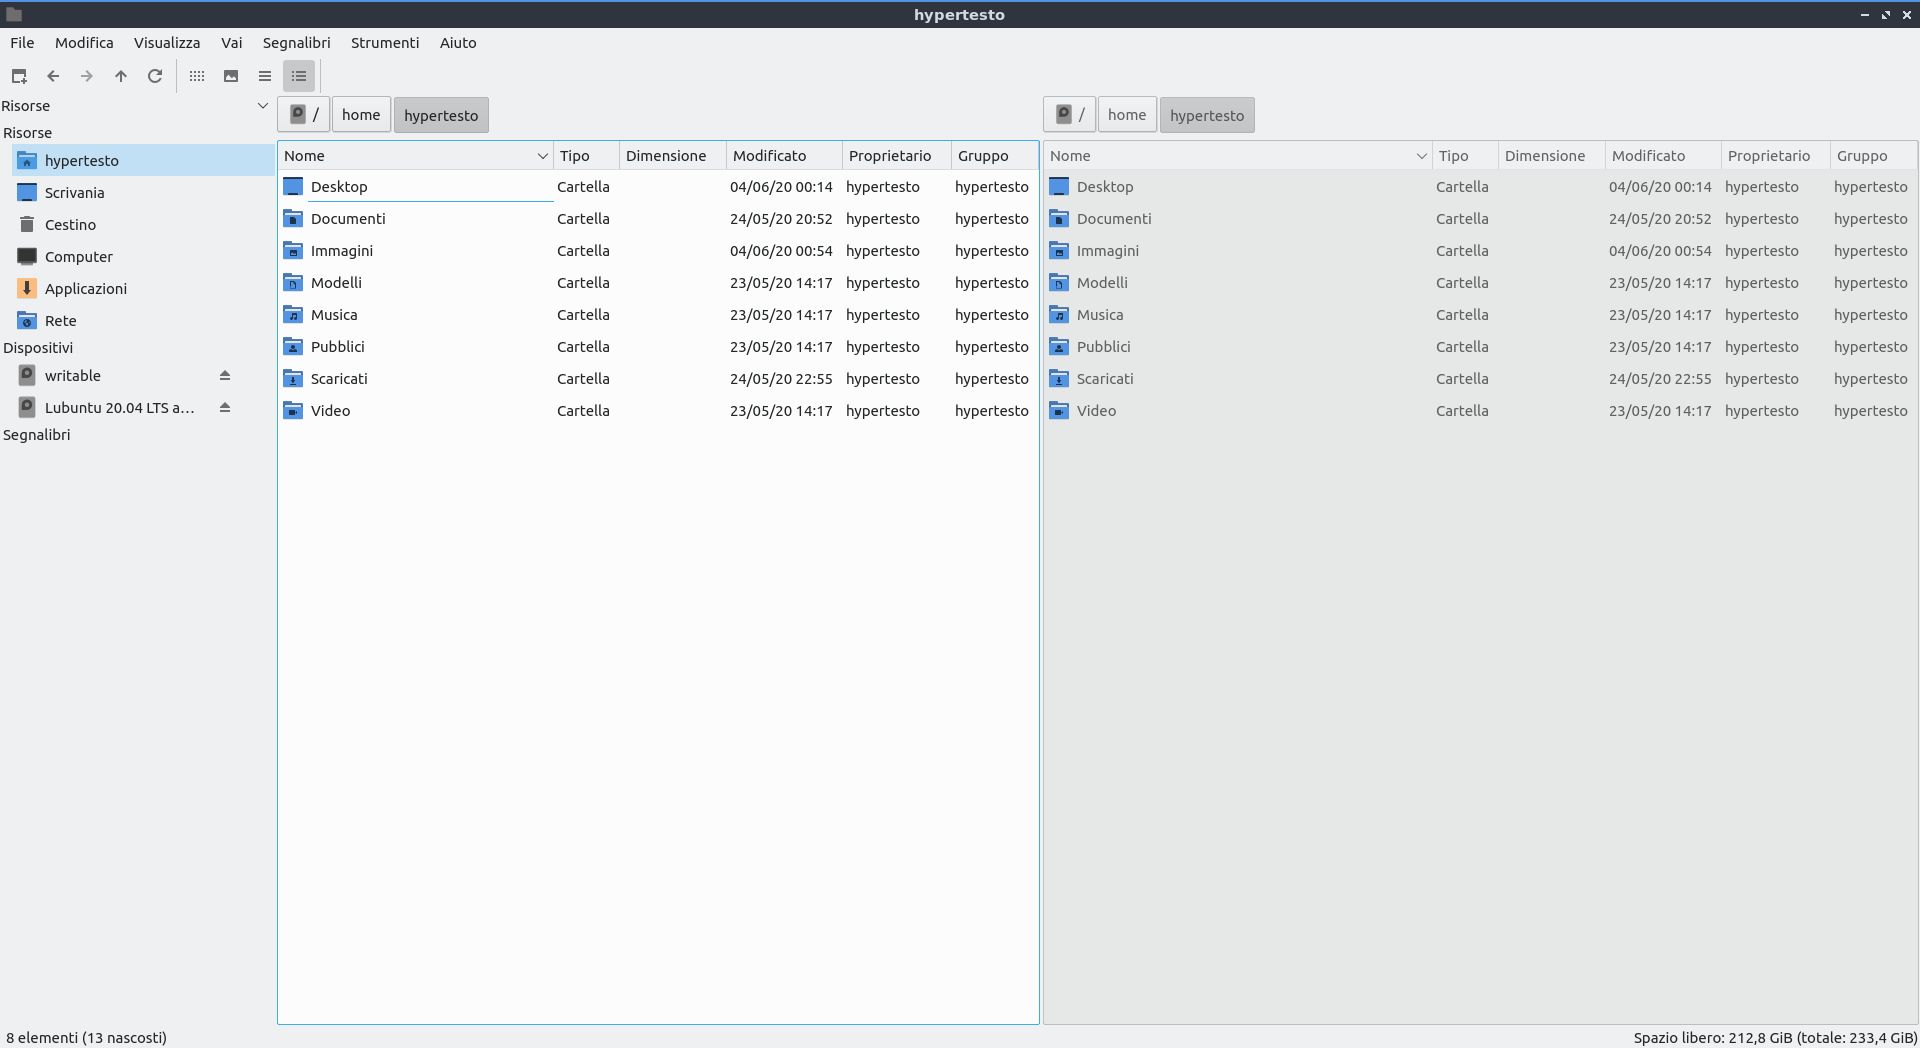 hypertesto
File Modifica Visualizza Vai Segnalibri Strumenti Aiuto
Risorse
Risorse
hypertesto
Scrivania
Cestino
Computer
Applicazioni
Rete
Dispositivi
writable
Lubuntu 20.04 LTS a...
Segnalibri
/ home hypertesto
Nome Tipo Dimensione Modificato Proprietario Gruppo
Desktop Cartella 04/06/20 00:14 hypertesto hypertesto
Documenti Cartella 24/05/20 20:52 hypertesto hypertesto
Immagini Cartella 04/06/20 00:54 hypertesto hypertesto
Modelli Cartella 23/05/20 14:17 hypertesto hypertesto
Musica Cartella 23/05/20 14:17 hypertesto hypertesto
Pubblici Cartella 23/05/20 14:17 hypertesto hypertesto
Scaricati Cartella 24/05/20 22:55 hypertesto hypertesto
Video Cartella 23/05/20 14:17 hypertesto hypertesto
/ home hypertesto
Nome Tipo Dimensione Modificato Proprietario Gruppo
Desktop Cartella 04/06/20 00:14 hypertesto hypertesto
Documenti Cartella 24/05/20 20:52 hypertesto hypertesto
Immagini Cartella 04/06/20 00:54 hypertesto hypertesto
Modelli Cartella 23/05/20 14:17 hypertesto hypertesto
Musica Cartella 23/05/20 14:17 hypertesto hypertesto
Pubblici Cartella 23/05/20 14:17 hypertesto hypertesto
Scaricati Cartella 24/05/20 22:55 hypertesto hypertesto
Video Cartella 23/05/20 14:17 hypertesto hypertesto
8 elementi (13 nascosti)
Spazio libero: 212,8 GiB (totale: 233,4 GiB)